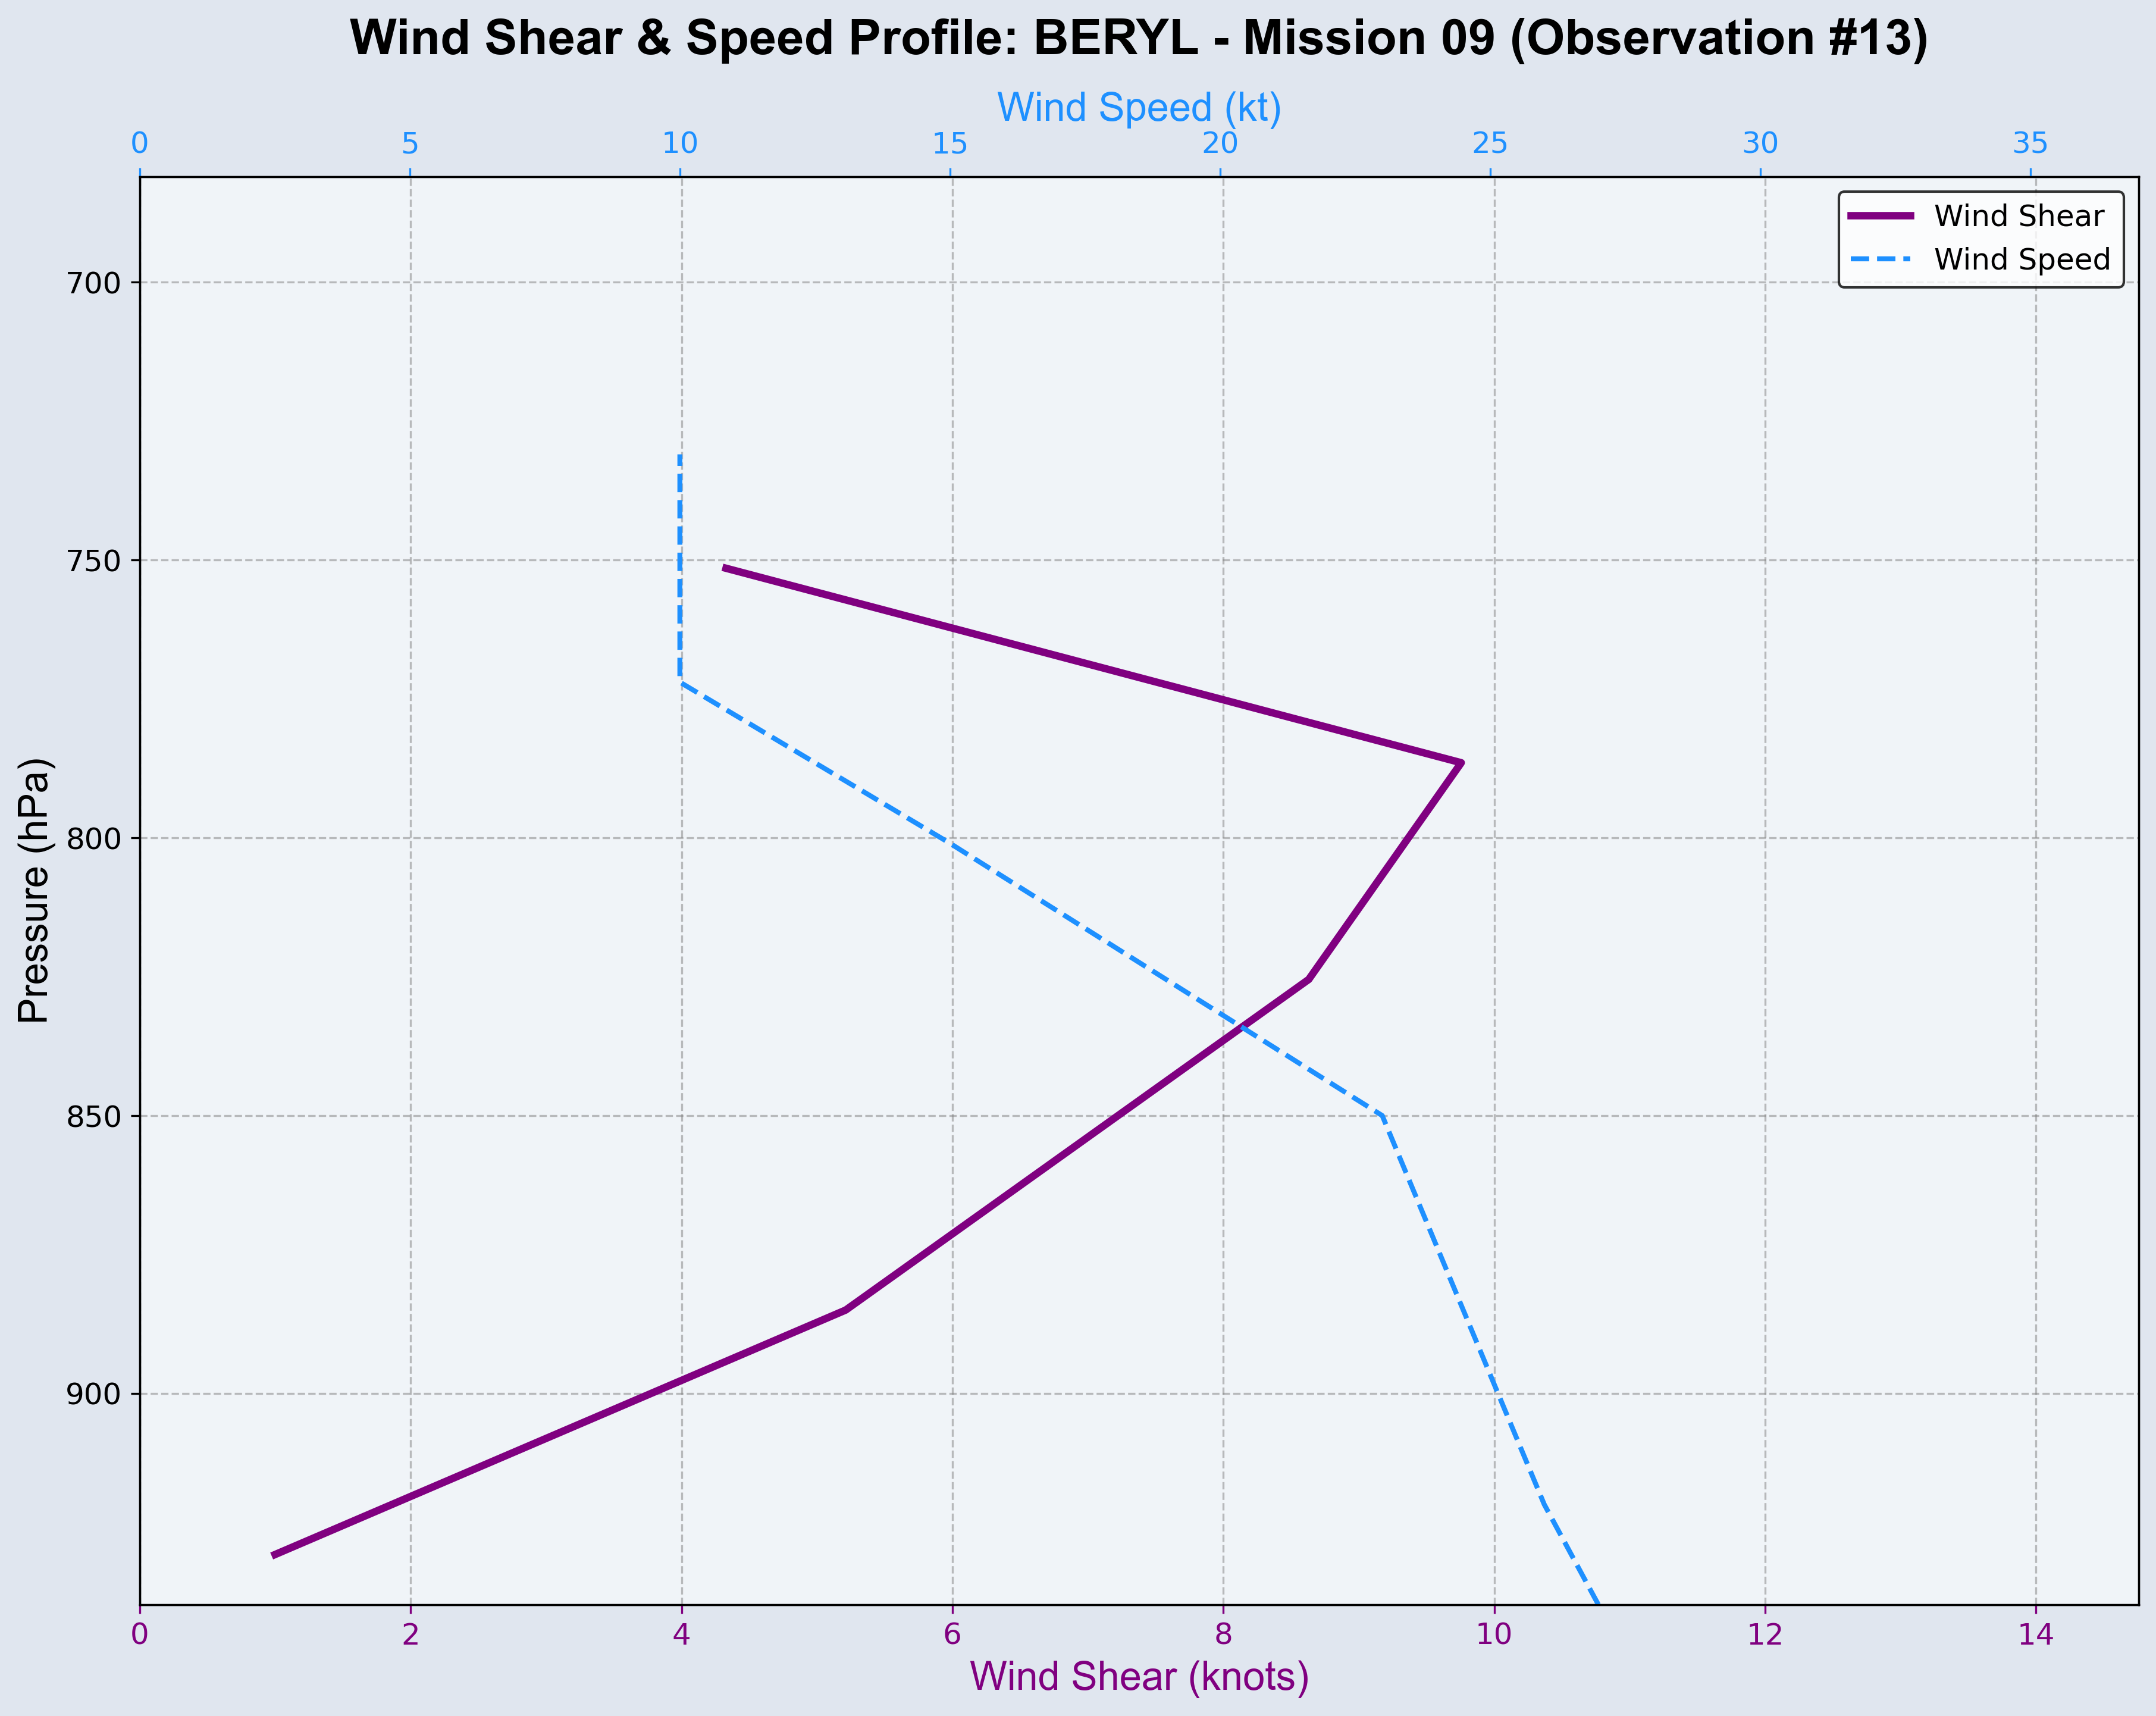 Wind Shear & Speed Profile: BERYL - Mission 09 (Observation #13)
Wind Speed (kt)
0 5 10 15 20 25 30 35
Wind Shear
Wind Speed
Pressure (hPa)
700
750
800
850
900
0 2 4 6 8 10 12 14
Wind Shear (knots)